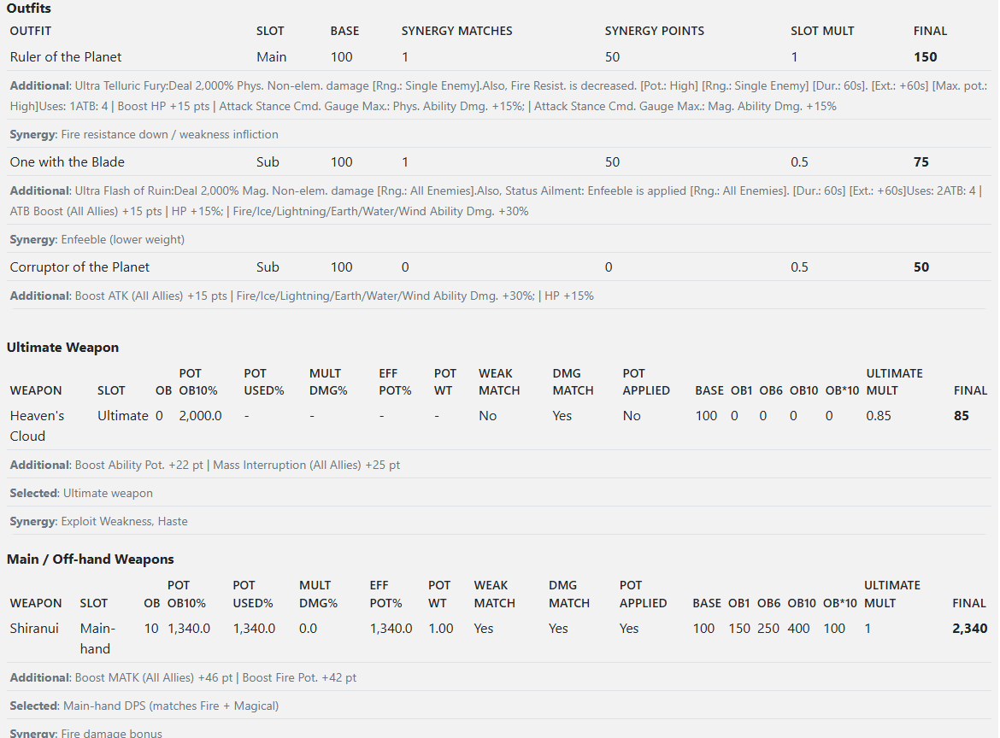 Outfits
OUTFIT SLOT BASE SYNERGY MATCHES SYNERGY POINTS SLOT MULT FINAL
Ruler of the Planet Main 100 1 50 1 150
Additional: Ultra Telluric Fury:Deal 2,000% Phys. Non-elem. damage [Rng.: Single Enemy].Also, Fire Resist. is decreased. [Pot.: High] [Rng.: Single Enemy] [Dur.: 60s]. [Ext.: +60s] [Max. pot.:
High]Uses: 1ATB: 4 | Boost HP +15 pts | Attack Stance Cmd. Gauge Max.: Phys. Ability Dmg. +15%; | Attack Stance Cmd. Gauge Max.: Mag. Ability Dmg. +15%
Synergy: Fire resistance down / weakness infliction
One with the Blade Sub 100 1 50 0.5 75
Additional: Ultra Flash of Ruin:Deal 2,000% Mag. Non-elem. damage [Rng.: All Enemies].Also, Status Ailment: Enfeeble is applied [Rng.: All Enemies]. [Dur.: 60s] [Ext.: +60s]Uses: 2ATB: 4 |
ATB Boost (All Allies) +15 pts | HP +15%; | Fire/Ice/Lightning/Earth/Water/Wind Ability Dmg. +30%
Synergy: Enfeeble (lower weight)
Corruptor of the Planet Sub 100 0 0 0.5 50
Additional: Boost ATK (All Allies) +15 pts | Fire/Ice/Lightning/Earth/Water/Wind Ability Dmg. +30%; | HP +15%
Ultimate Weapon
POT POT MULT EFF POT WEAK DMG POT ULTIMATE
WEAPON SLOT OB OB10% USED% DMG% POT% WT MATCH MATCH APPLIED BASE OB1 OB6 OB10 OB*10 MULT FINAL
Heaven's Ultimate 0 2,000.0 - - - - No Yes No 100 0 0 0 0 0.85 85
Cloud
Additional: Boost Ability Pot. +22 pt | Mass Interruption (All Allies) +25 pt
Selected: Ultimate weapon
Synergy: Exploit Weakness, Haste
Main / Off-hand Weapons
POT POT MULT EFF POT WEAK DMG POT ULTIMATE
WEAPON SLOT OB OB10% USED% DMG% POT% WT MATCH MATCH APPLIED BASE OB1 OB6 OB10 OB*10 MULT FINAL
Shiranui Main- 10 1,340.0 1,340.0 0.0 1,340.0 1.00 Yes Yes Yes 100 150 250 400 100 1 2,340
hand
Additional: Boost MATK (All Allies) +46 pt | Boost Fire Pot. +42 pt
Selected: Main-hand DPS (matches Fire + Magical)
Synergy: Fire damage bonus